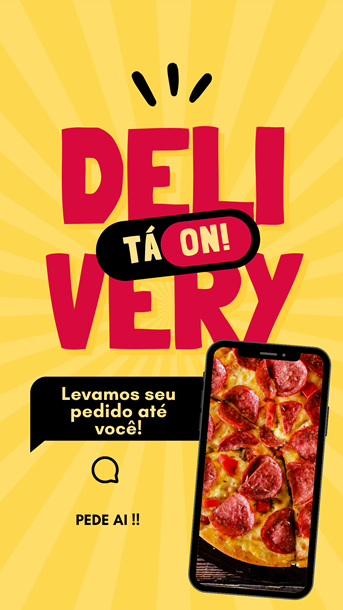 DELI
TÁ ON!
VERY
Levamos seu
pedido até
você!
PEDE AI !!